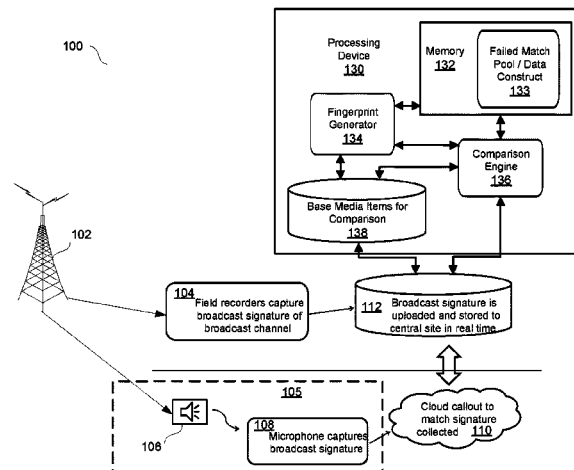 100
Processing
Device
130
Memory
132
Failed Match
Pool / Data
Construct
133
Fingerprint
Generator
134
Comparison
Engine
136
Base Media Items for
Comparison
138
102
104
Field recorders capture
broadcast signature of
broadcast channel
112
Broadcast signature is
uploaded and stored to
central site in real time
105
106
108
Microphone captures
broadcast signature
Cloud callout to
match signature
collected 110